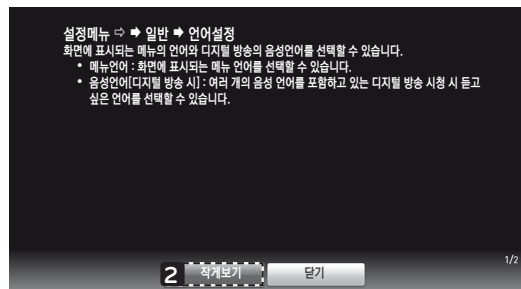 설정메뉴 ⇨ ➡ 일반 ➡ 언어설정
화면에 표시되는 메뉴의 언어와 디지털 방송의 음성언어를 선택할 수 있습니다.
• 메뉴언어 : 화면에 표시되는 메뉴 언어를 선택할 수 있습니다.
• 음성언어[디지털 방송 시] : 여러 개의 음성 언어를 포함하고 있는 디지털 방송 시청 시 듣고
싶은 언어를 선택할 수 있습니다.
1/2
2 작게보기 닫기